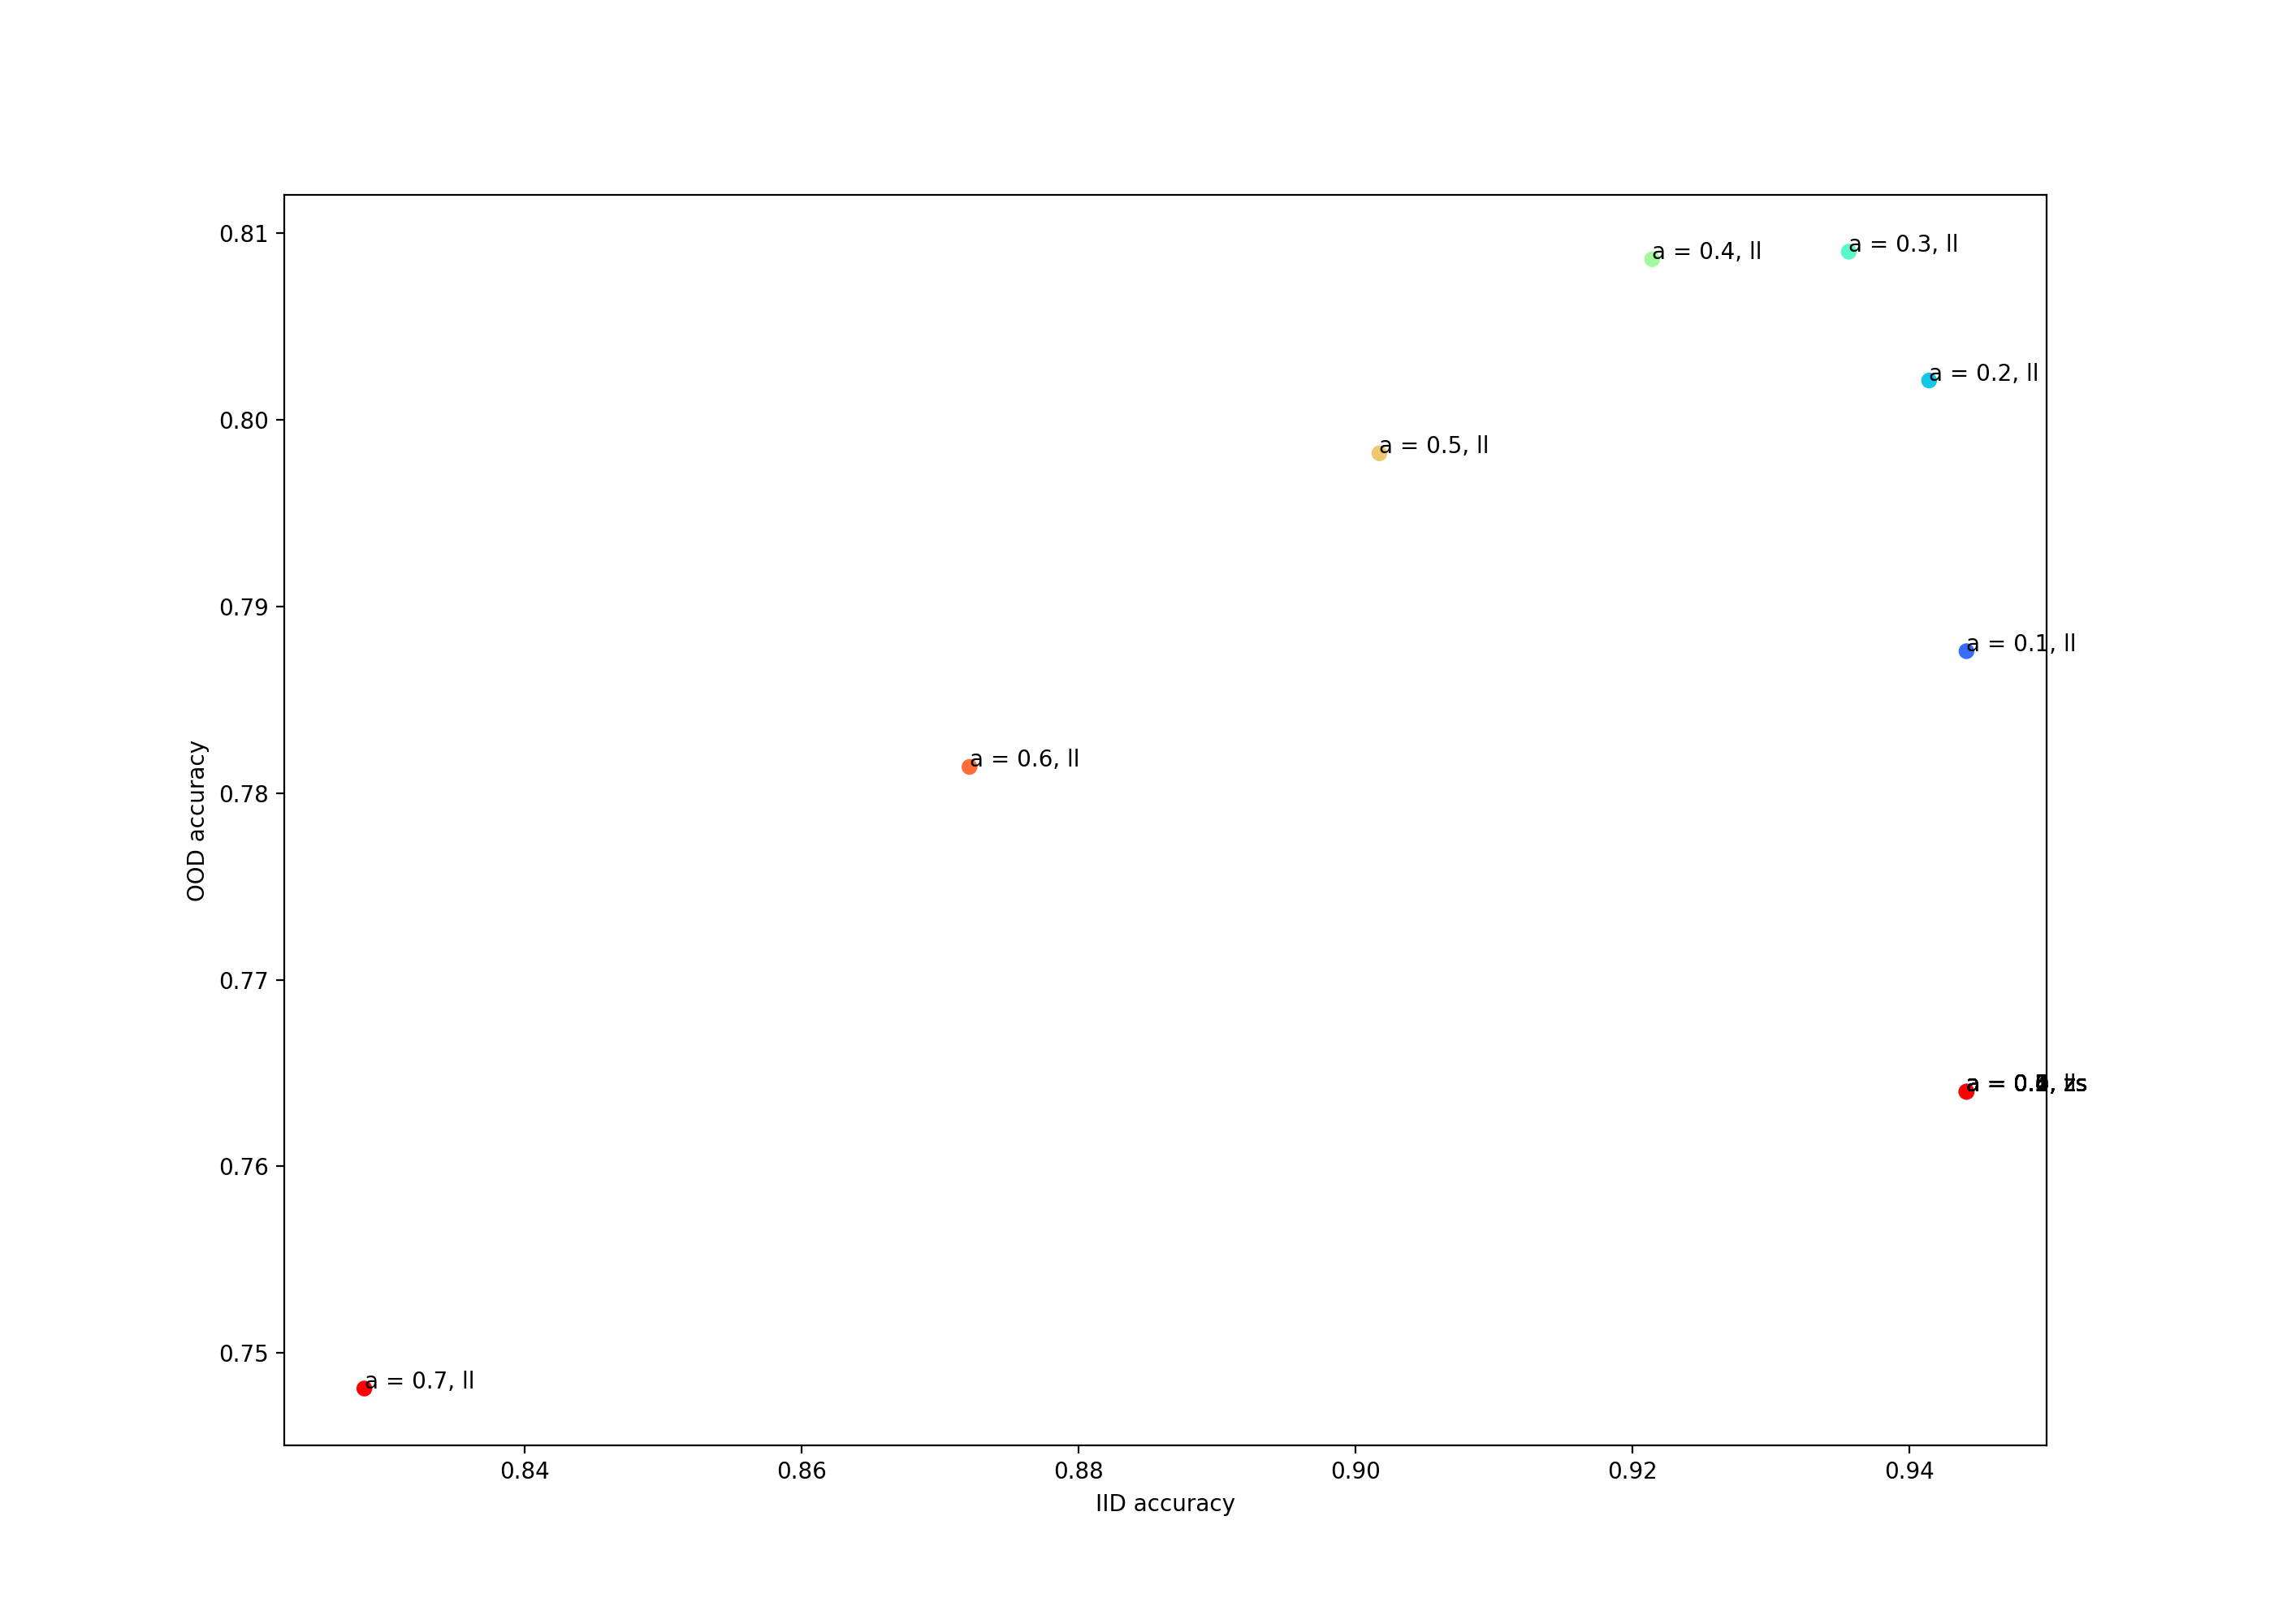 0.81
a = 0.4, ll
a = 0.3, ll
a = 0.2, ll
0.80
a = 0.5, ll
0.79
a = 0.1, ll
a = 0.6, ll
0.78
OOD accuracy
0.77
a =
0.76
0.75
a = 0.7, ll
0.84
0.86
0.88
0.90
0.92
0.94
IID accuracy